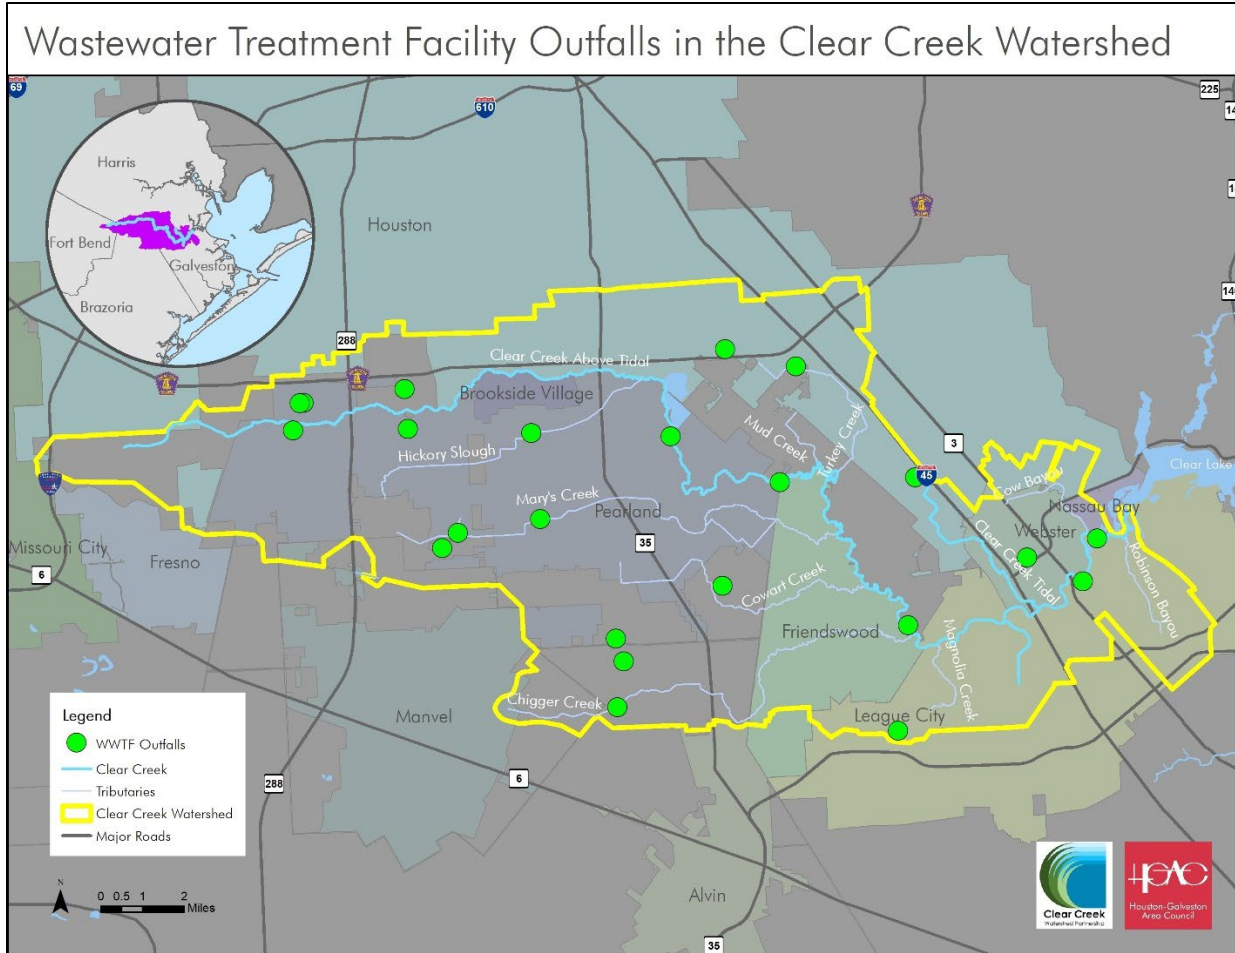 Wastewater Treatment Facility Outfalls in the Clear Creek Watershed
69
610
225
Harris
Fort Bend
Galveston
Brazoria
Houston
288
Clear Creek Above Tidal
Brookside Village
Hickory Slough
Mud Creek
Turkey Creek
3
45
Cow Bayou
Clear Lake
Nassau Bay
Webster
Mary's Creek
Pearland
35
Clear Creek Tidal
Robinson Bayou
Missouri City
Fresno
6
Cowart Creek
Friendswood
Magnolia Creek
Chigger Creek
League City
Manvel
288
6
Alvin
35
Legend
WWTF Outfalls
Clear Creek
Tributaries
Clear Creek Watershed
Major Roads
N
0 0.5 1 2
Miles
Clear Creek
Watershed Partnership
Houston-Galveston
Area Council